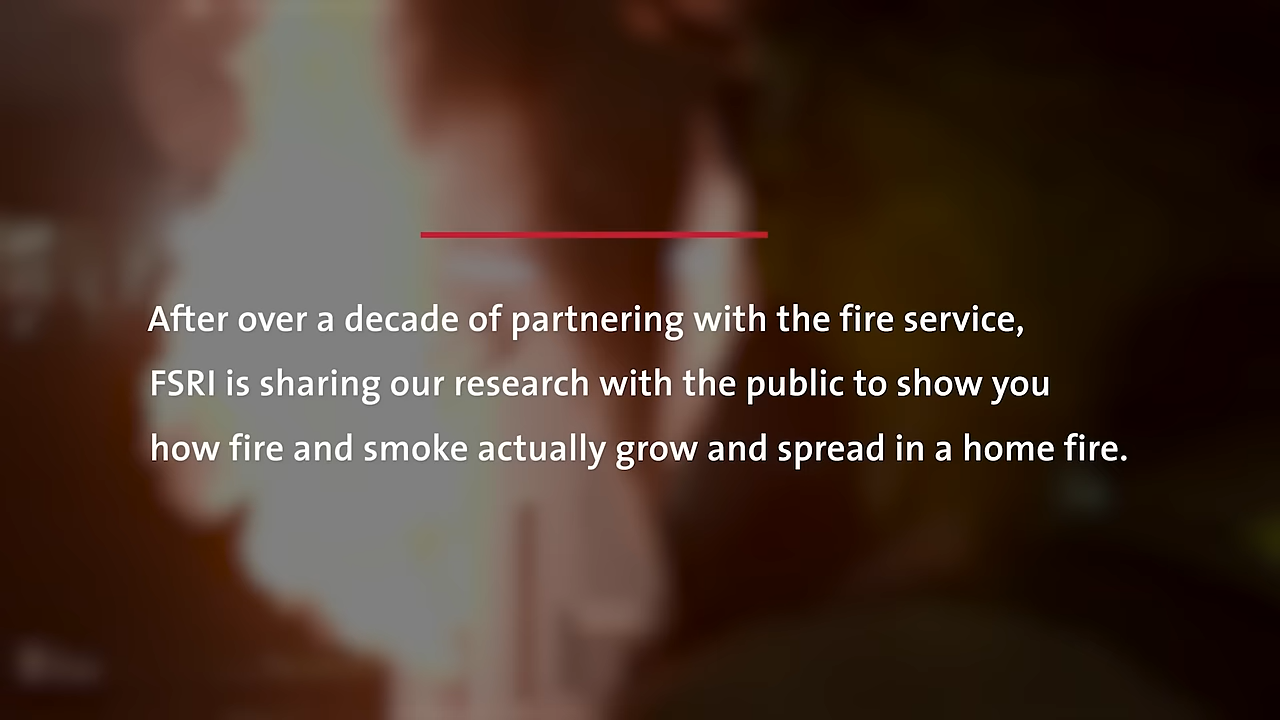 After over a decade of partnering with the fire service,
FSRI is sharing our research with the public to show you
how fire and smoke actually grow and spread in a home fire.